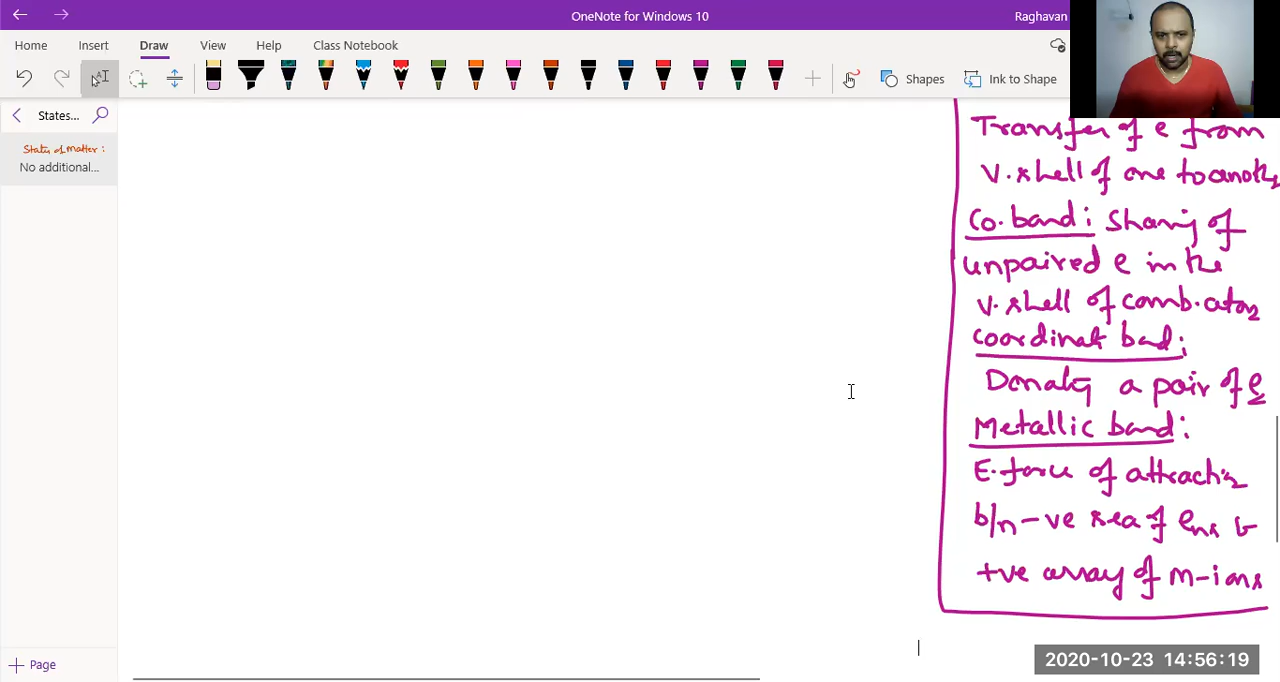 OneNote for Windows 10
Raghavan
Home Insert Draw View Help Class Notebook
Shapes Ink to Shape
States...
States of matter :
No additional...
Transfer of e from
v. shell of one to anoth
Co. band : Sharing of
unpaired e in the
v. shell of comb. atoms
Coordinate bond :
Donating a pair of e
Metallic band :
E. force of attraction
b/n -ve sea of ens &
+ve array of m-ions
Page
2020-10-23 14:56:19